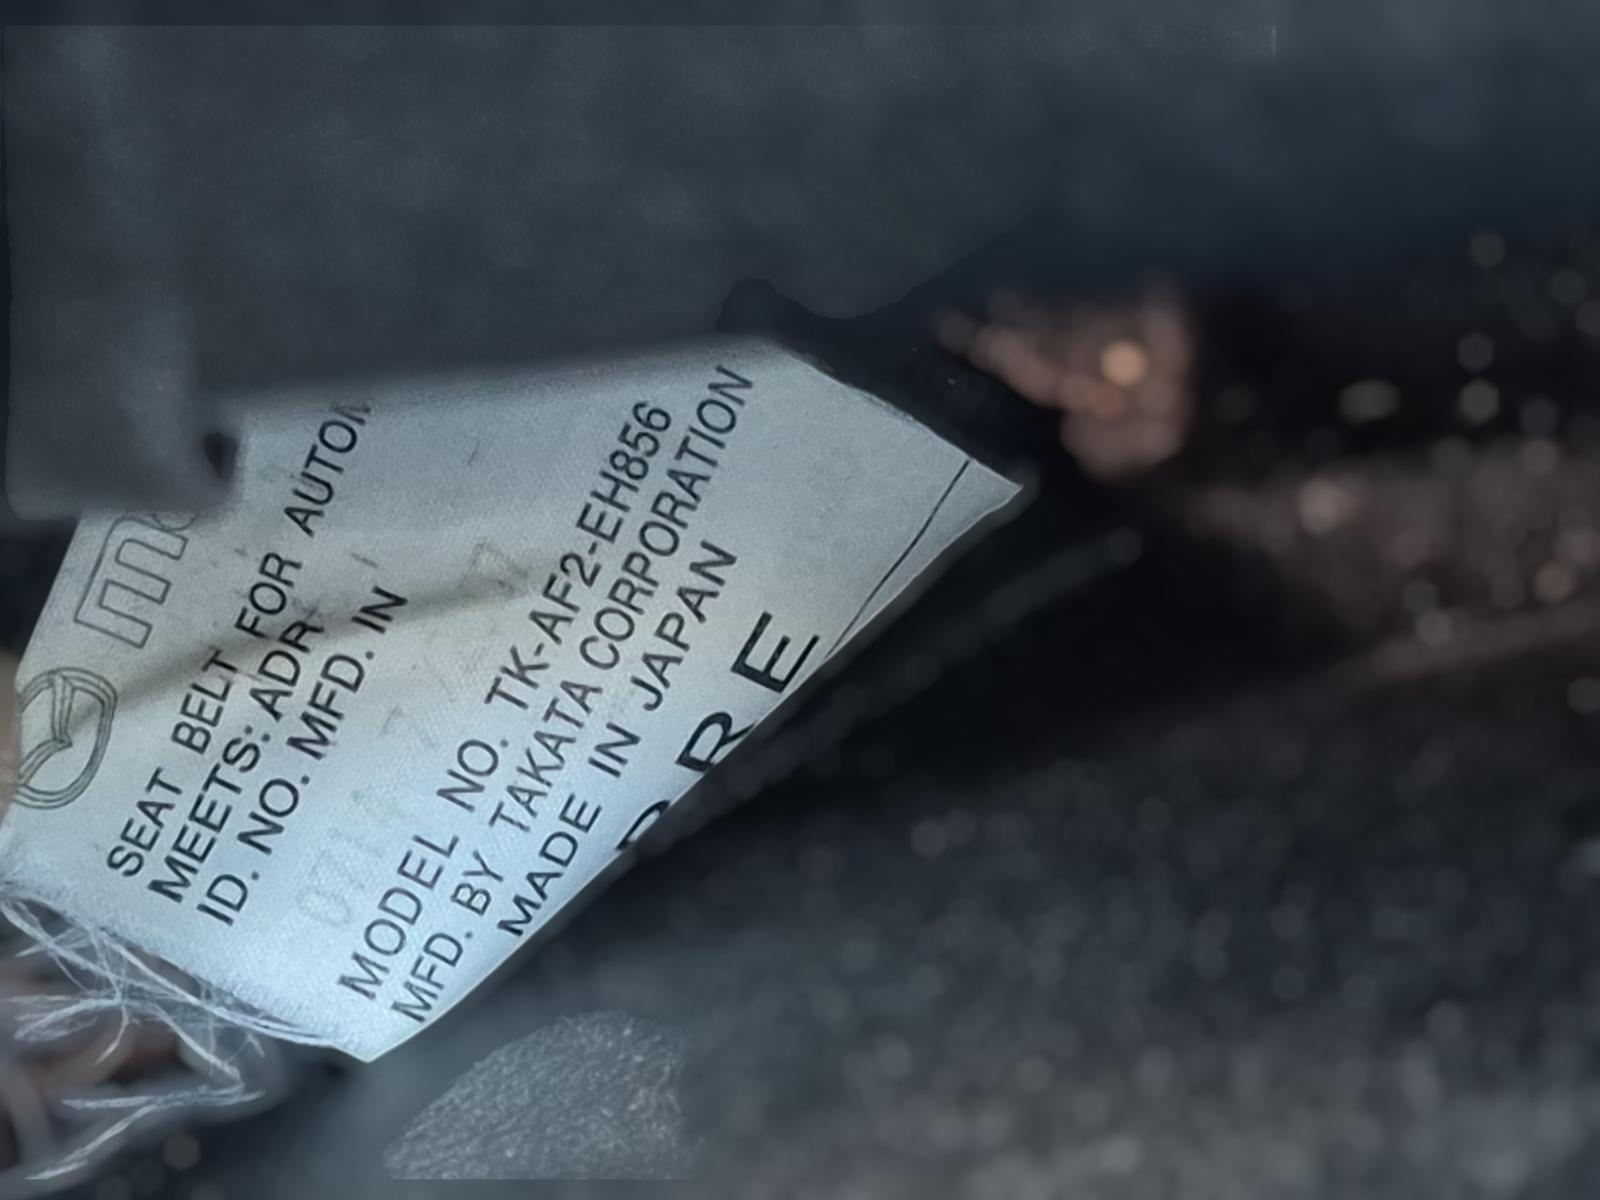 SEAT BELT FOR
MEETS: ADR
ID. NO. MFD. IN
MODEL NO. TK-AF2-EH856
MFD. BY TAKATA CORPORATION
MADE IN JAPAN